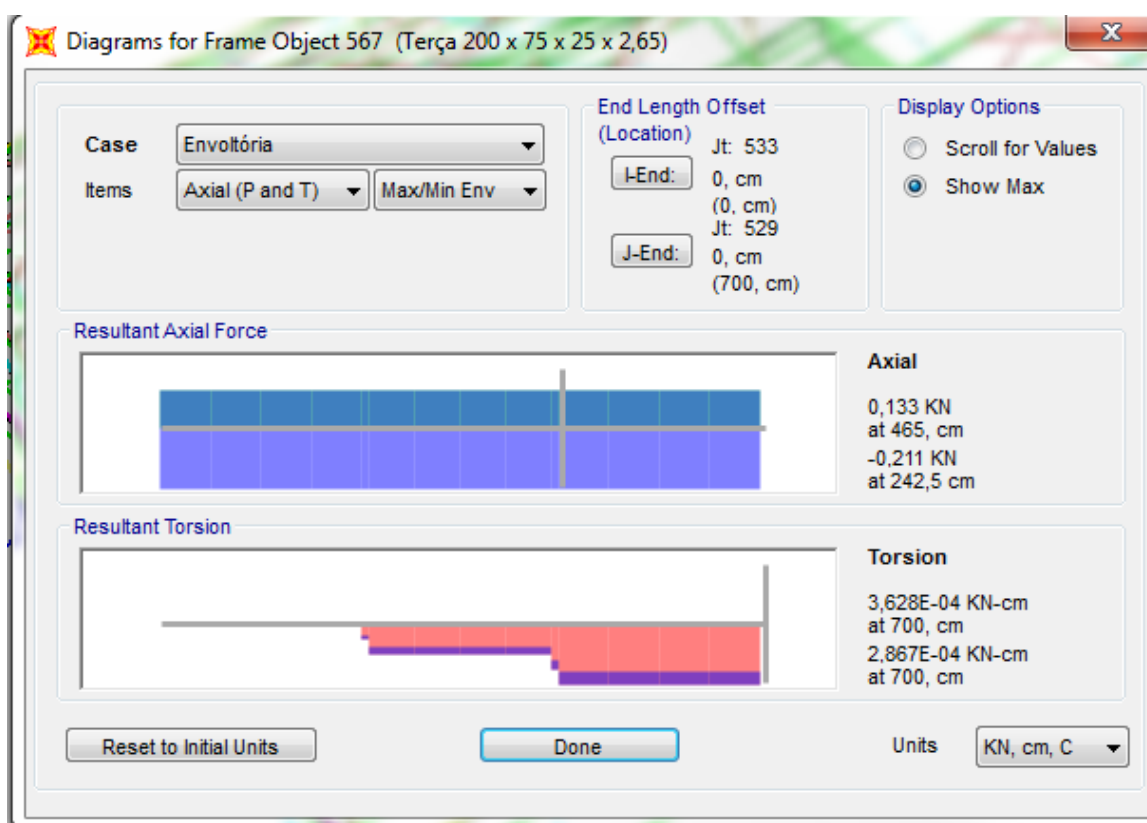 Diagrams for Frame Object 567 (Terça 200 x 75 x 25 x 2,65)
Case
Envoltória
Items
Axial (P and T)
Max/Min Env
End Length Offset
(Location)
I-End:
Jt: 533
0, cm
(0, cm)
J-End:
Jt: 529
0, cm
(700, cm)
Display Options
Scroll for Values
Show Max
Resultant Axial Force
Axial
0,133 KN
at 465, cm
-0,211 KN
at 242,5 cm
Resultant Torsion
Torsion
3,628E-04 KN-cm
at 700, cm
2,867E-04 KN-cm
at 700, cm
Reset to Initial Units
Done
Units
KN, cm, C